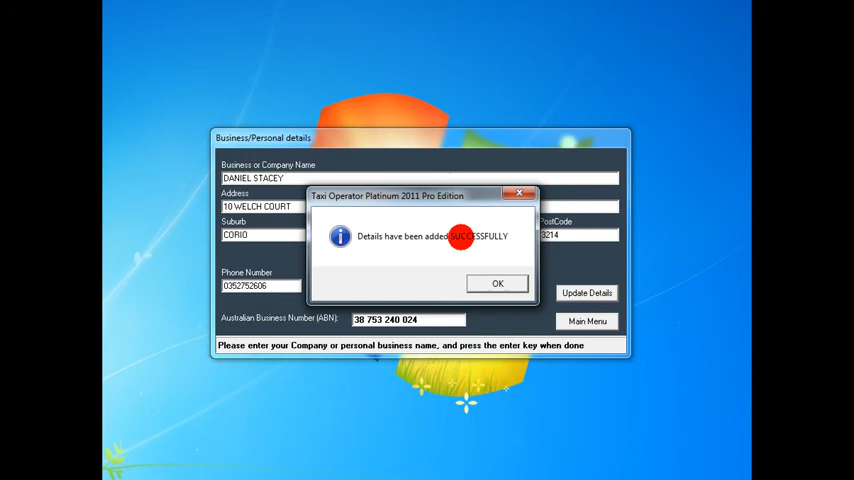 Business/Personal details
Business or Company Name
DANIEL STACEY
Taxi Operator Platinum 2011 Pro Edition
Address
10 WELCH COURT
Suburb
PostCode
CORIO
3214
Details have been added SUCCESSFULLY
Phone Number
0352752606
OK
Update Details
Australian Business Number (ABN):
38 753 240 024
Main Menu
Please enter your Company or personal business name, and press the enter key when done